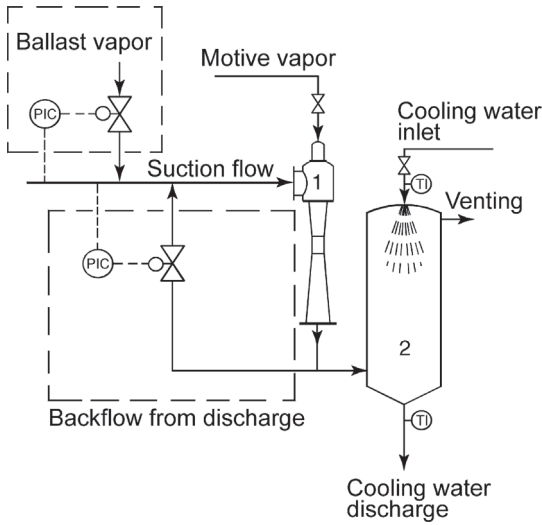 Ballast vapor
Motive vapor
PIC
Cooling water
inlet
Suction flow
1
TI
Venting
PIC
2
Backflow from discharge
TI
Cooling water
discharge